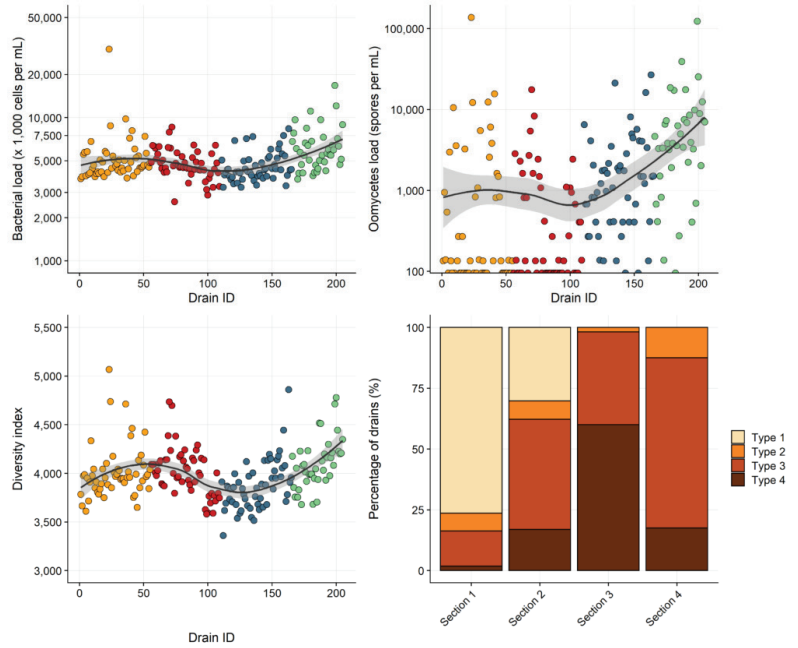 Bacterial load (x 1,000 cells per mL)
50,000
20,000
10,000
7,500
5,000
3,000
2,000
1,000
0
50
100
150
200
Drain ID
Oomycetes load (spores per mL)
100,000
10,000
1,000
100
0
50
100
150
200
Drain ID
Diversity index
5,500
5,000
4,500
4,000
3,500
3,000
0
50
100
150
200
Drain ID
Percentage of drains (%)
100
75
50
25
0
Section 1
Section 2
Section 3
Section 4
Type 1
Type 2
Type 3
Type 4